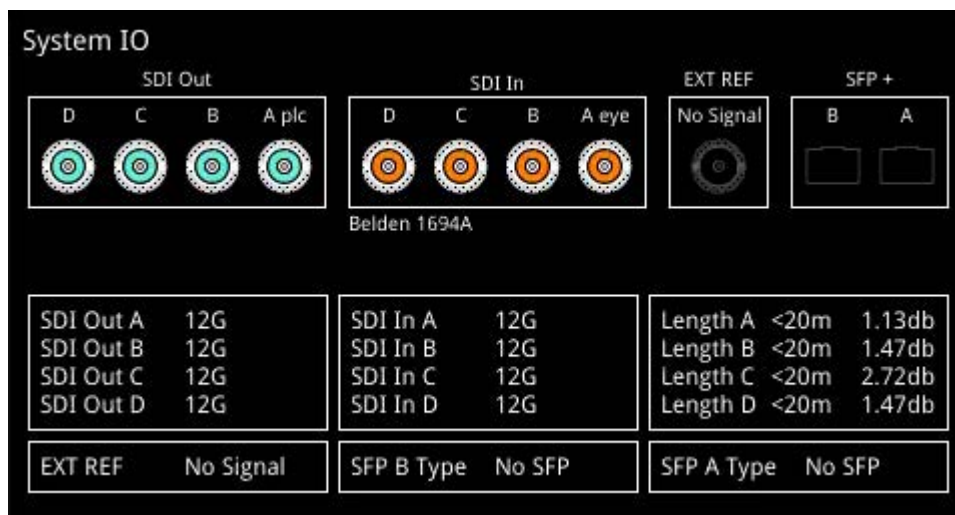 System IO
SDI Out
SDI In
EXT REF
SFP +
D C B A plc
D C B A eye
No Signal
B A
Belden 1694A
SDI Out A 12G
SDI Out B 12G
SDI Out C 12G
SDI Out D 12G
SDI In A 12G
SDI In B 12G
SDI In C 12G
SDI In D 12G
Length A <20m 1.13db
Length B <20m 1.47db
Length C <20m 2.72db
Length D <20m 1.47db
EXT REF No Signal
SFP B Type No SFP
SFP A Type No SFP